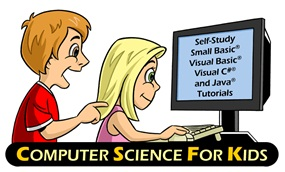 Self-Study
Small Basic®
Visual Basic®
Visual C#®
and Java®
Tutorials
COMPUTER SCIENCE FOR KIDS